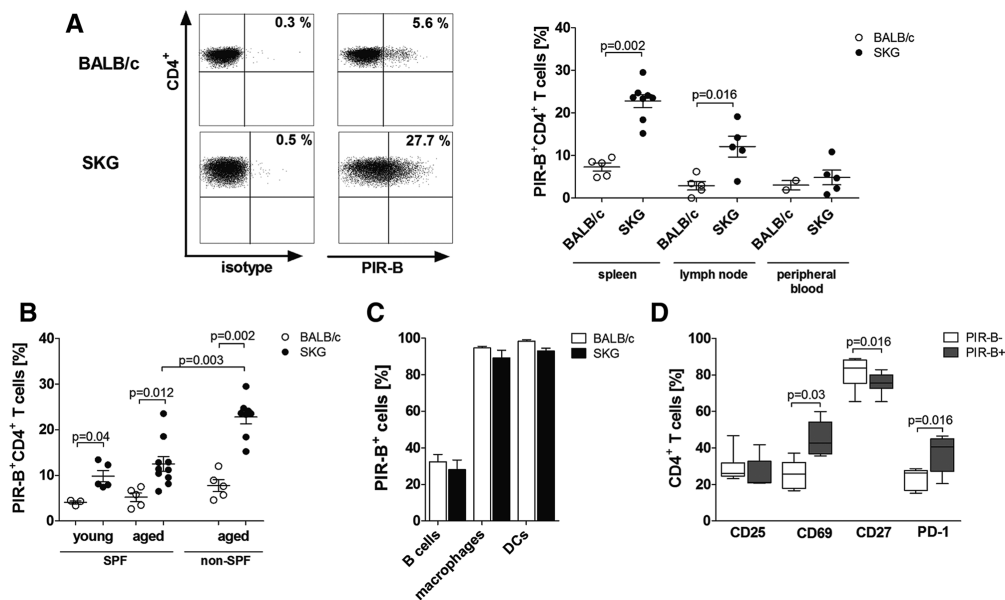 A
CD4+
BALB/c
0.3 %
5.6 %
SKG
0.5 %
27.7 %
isotype
PIR-B
PIR-B+CD4+ T cells [%]
40
30
20
10
0
BALB/c
SKG
p=0.002
p=0.016
BALB/c
SKG
BALB/c
SKG
BALB/c
SKG
spleen
lymph node
peripheral
blood
B
PIR-B+CD4+ T cells [%]
40
30
20
10
0
BALB/c
SKG
p=0.04
p=0.012
p=0.003
p=0.002
young
aged
aged
SPF
non-SPF
C
PIR-B+ cells [%]
100
80
60
40
20
0
BALB/c
SKG
B cells
macrophages
DCs
D
CD4+ T cells [%]
100
80
60
40
20
0
PIR-B-
PIR-B+
p=0.03
p=0.016
p=0.016
CD25
CD69
CD27
PD-1